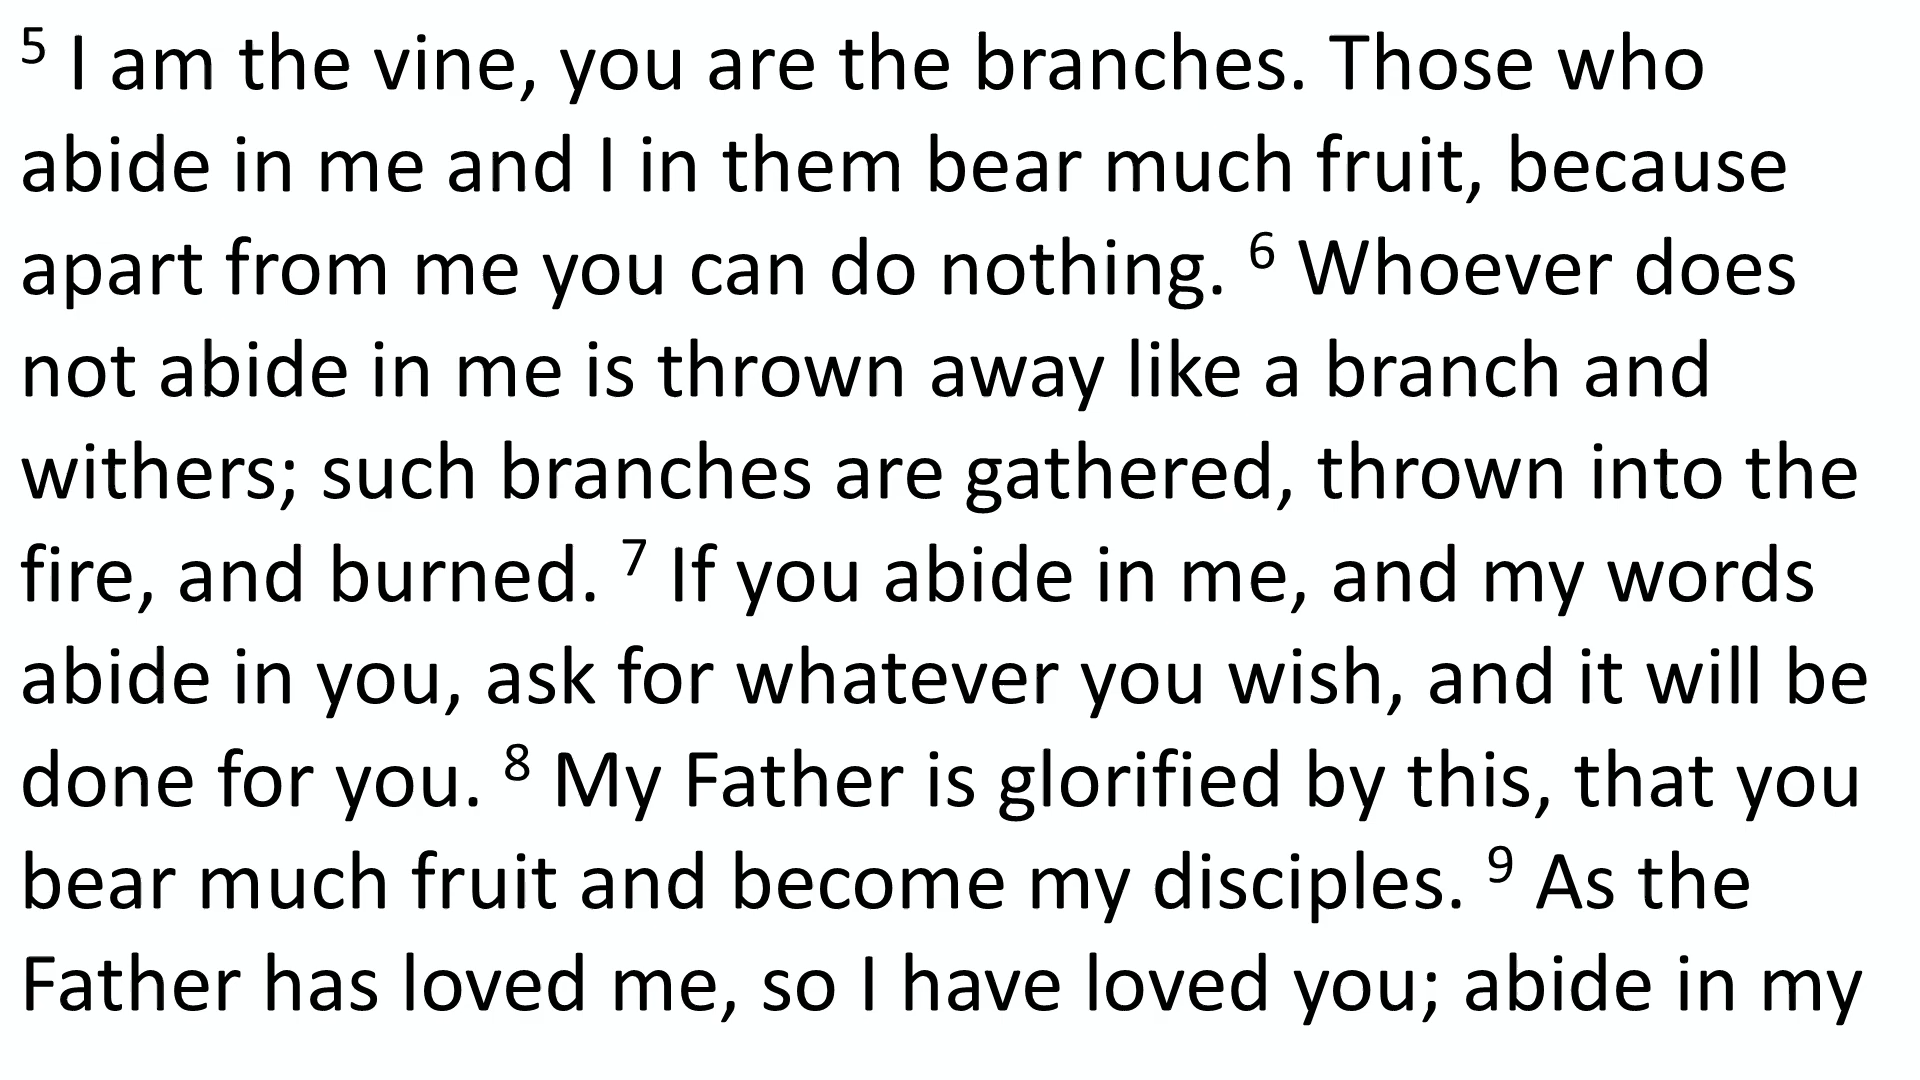 5 I am the vine, you are the branches. Those who
abide in me and I in them bear much fruit, because
apart from me you can do nothing. 6 Whoever does
not abide in me is thrown away like a branch and
withers; such branches are gathered, thrown into the
fire, and burned. 7 If you abide in me, and my words
abide in you, ask for whatever you wish, and it will be
done for you. 8 My Father is glorified by this, that you
bear much fruit and become my disciples. 9 As the
Father has loved me, so I have loved you; abide in my